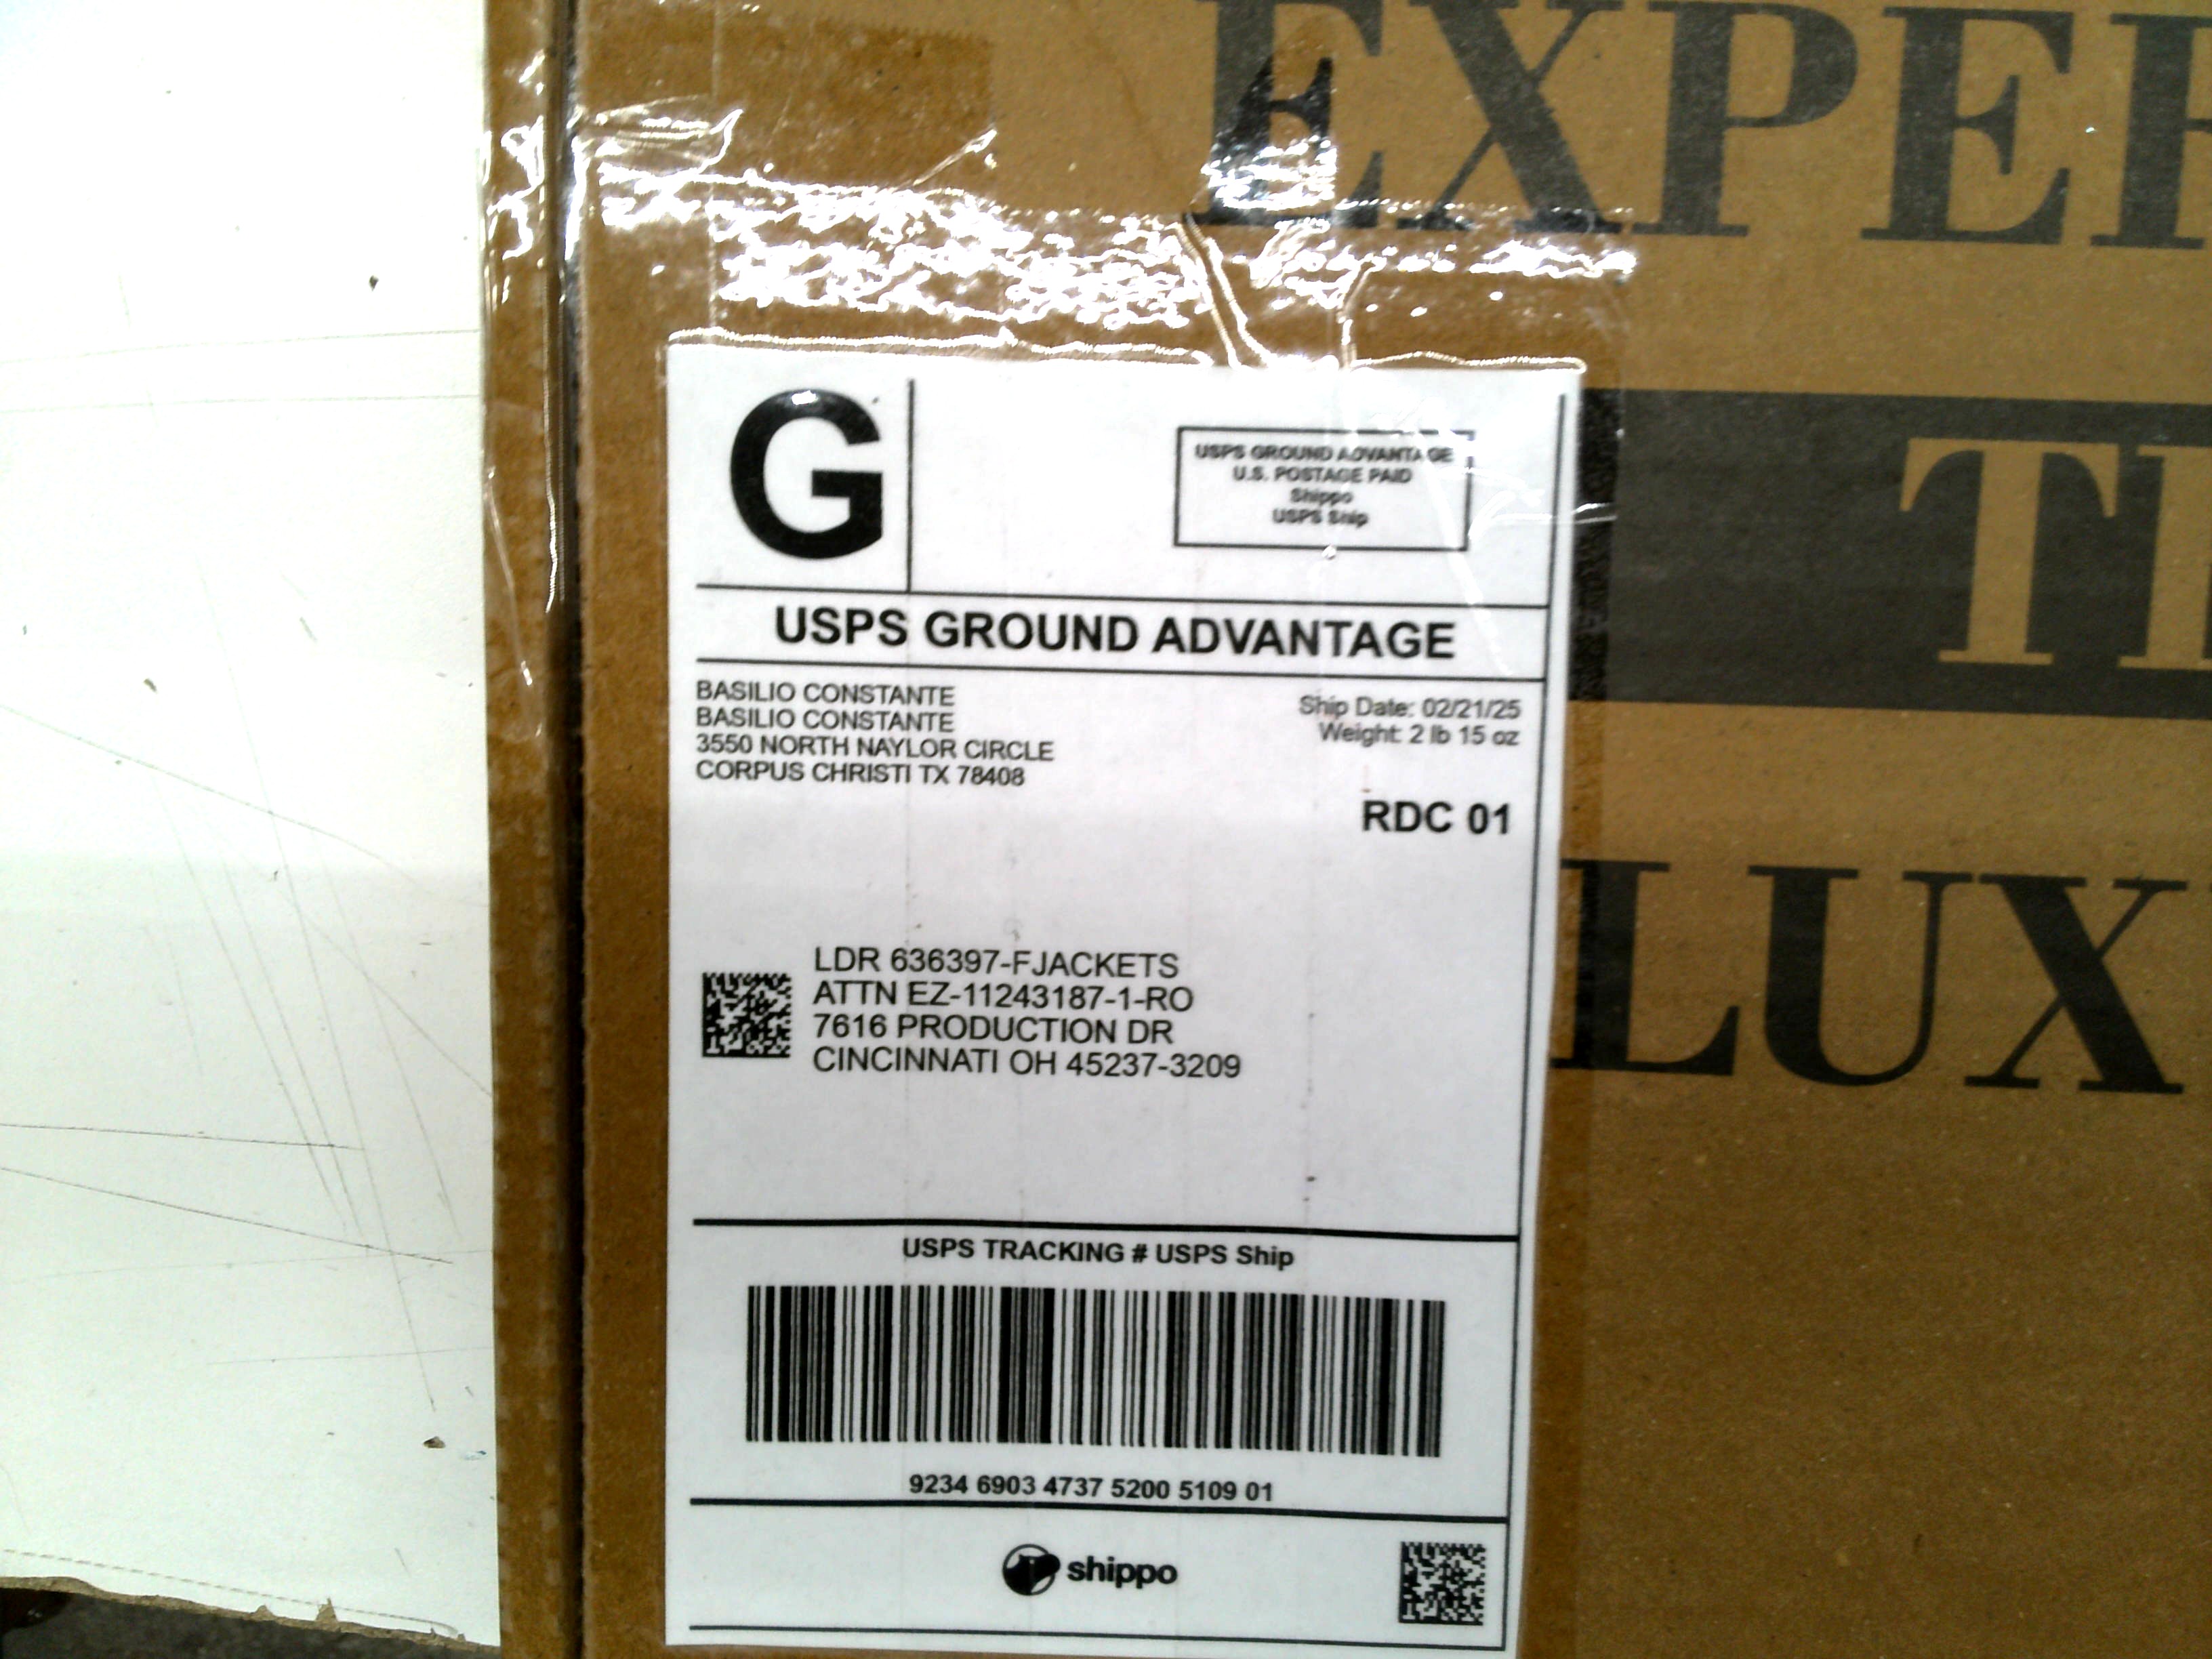 EXPER
G
USPS GROUND ADVANTAGE
U.S. POSTAGE PAID
Shippo
USPS Ship
USPS GROUND ADVANTAGE
BASILIO CONSTANTE
BASILIO CONSTANTE
3550 NORTH NAYLOR CIRCLE
CORPUS CHRISTI TX 78408
Ship Date: 02/21/25
Weight: 2 lb 15 oz
RDC 01
LUX
LDR 636397-FJACKETS
ATTN EZ-11243187-1-RO
7616 PRODUCTION DR
CINCINNATI OH 45237-3209
USPS TRACKING # USPS Ship
9234 6903 4737 5200 5109 01
shippo